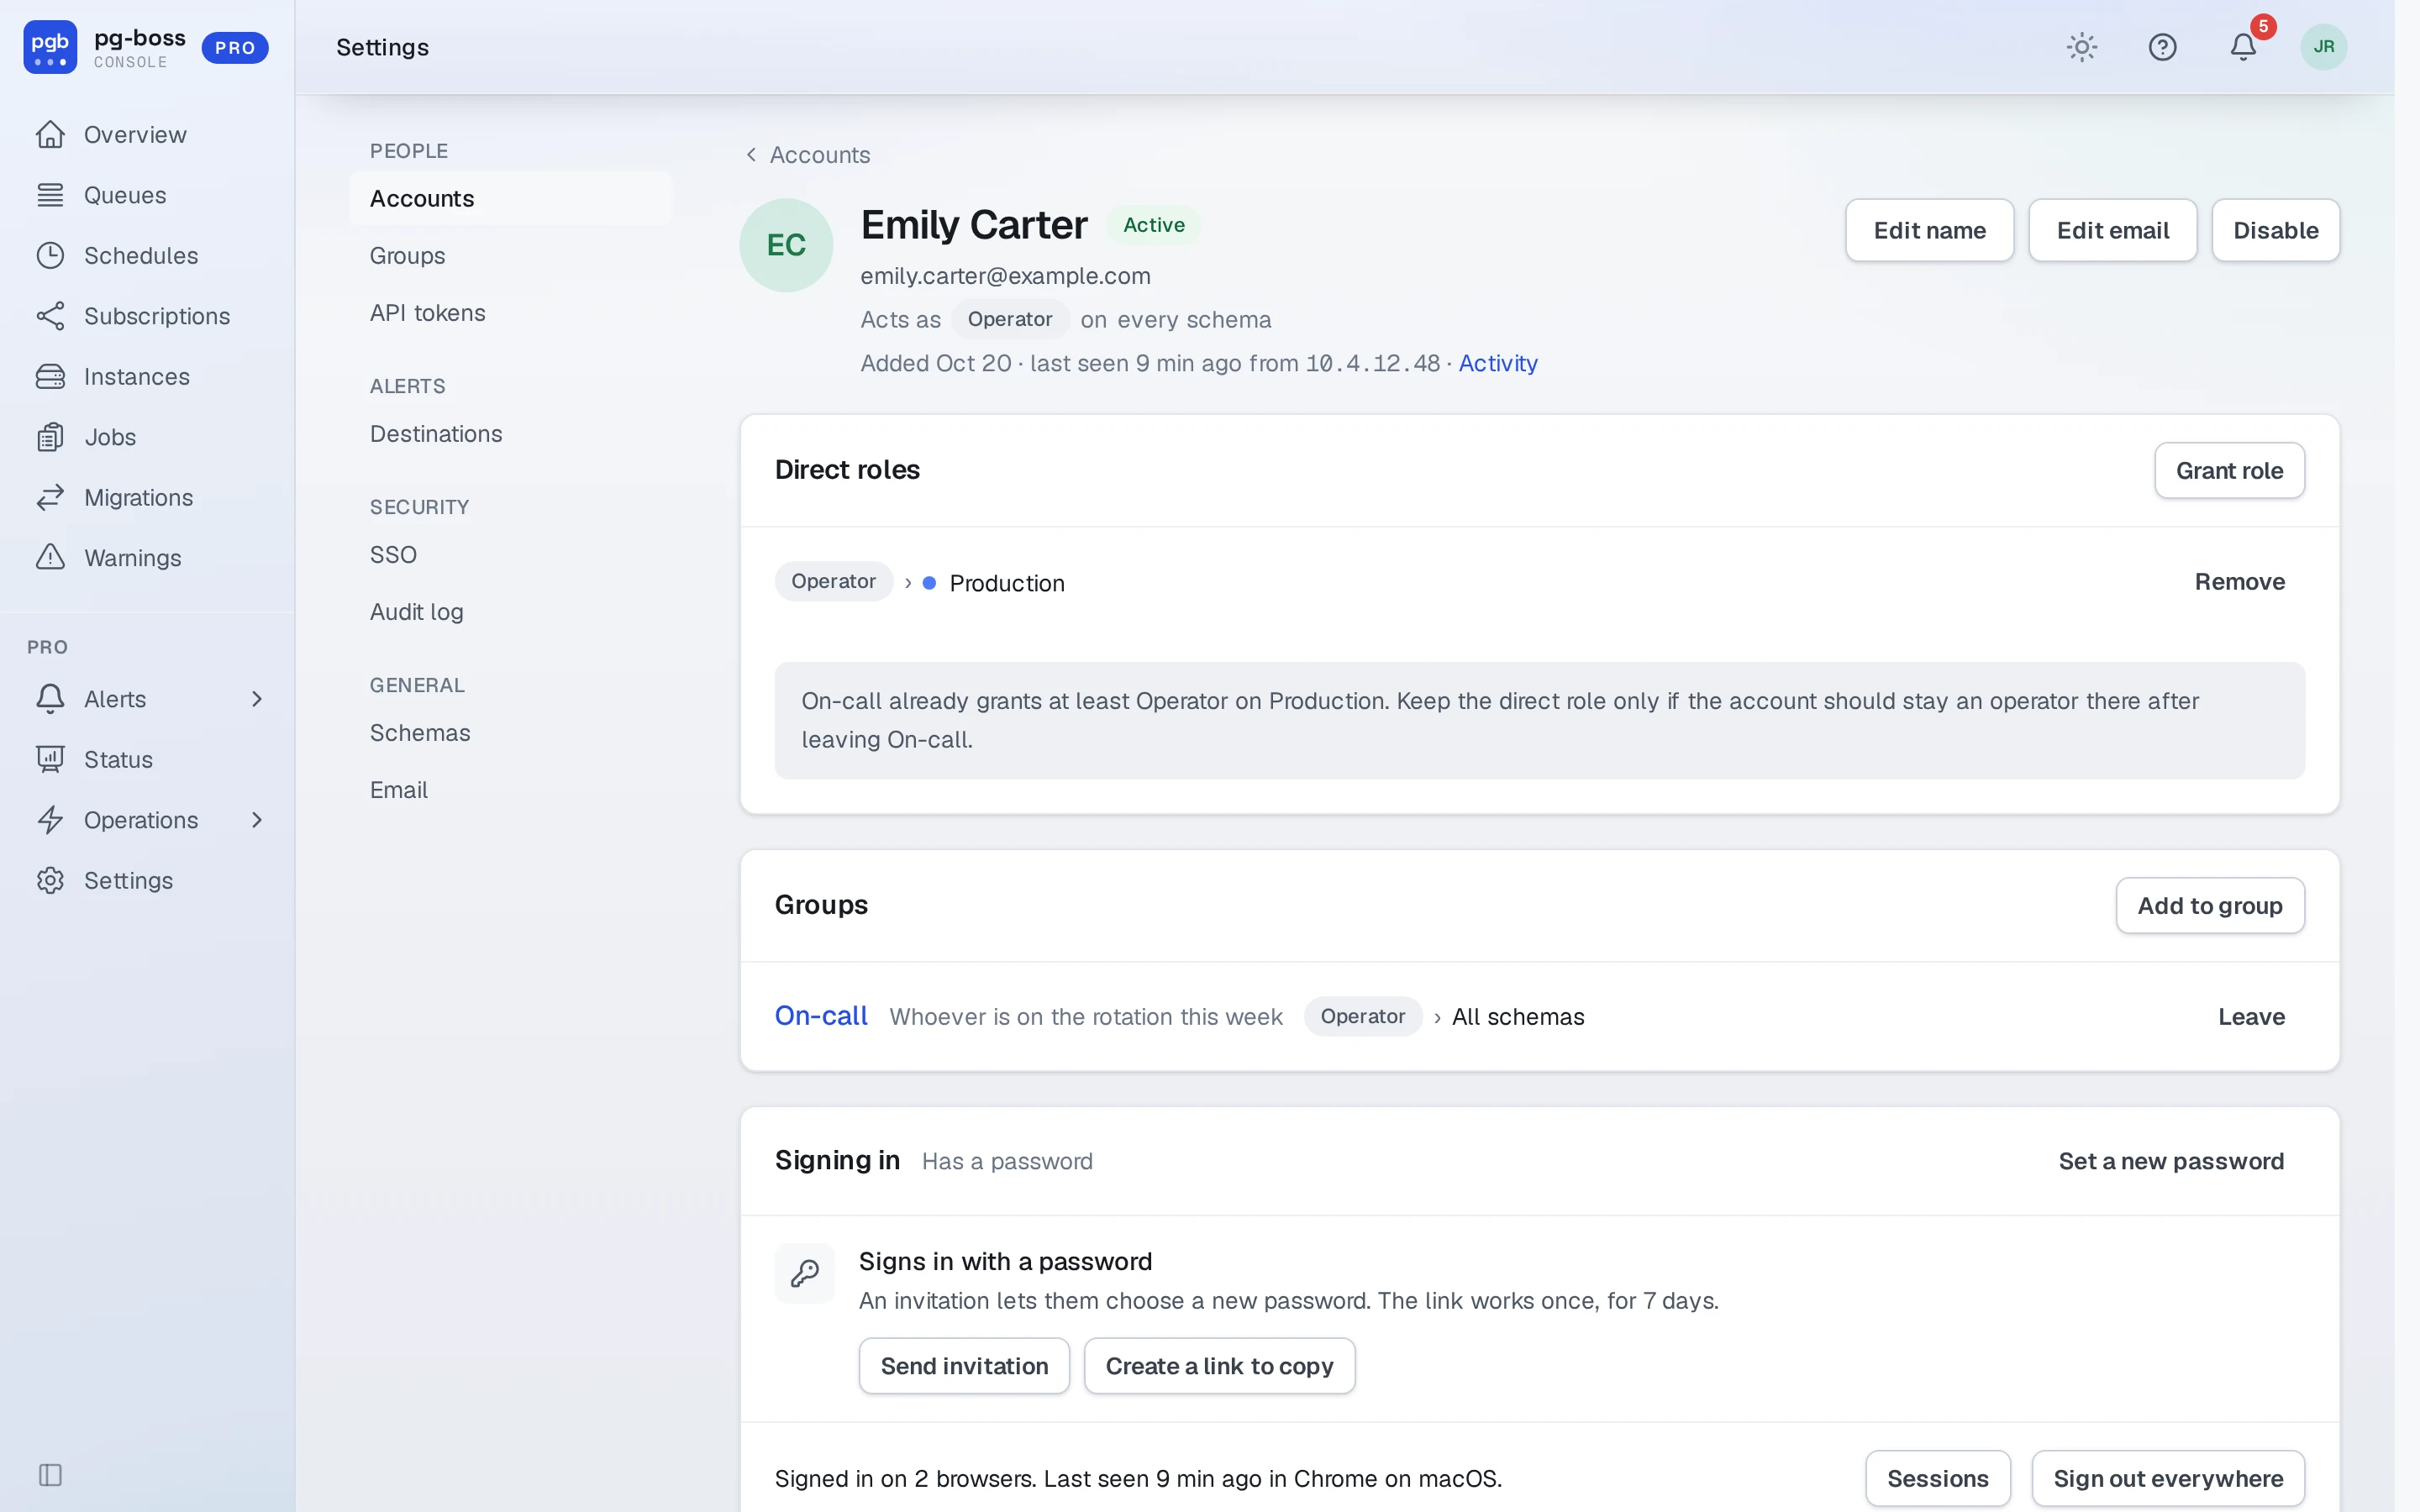 pgb
pg-boss
CONSOLE
PRO
Settings
5
JR
Overview
Queues
Schedules
Subscriptions
Instances
Jobs
Migrations
Warnings
PRO
Alerts
Status
Operations
Settings
PEOPLE
Accounts
Groups
API tokens
ALERTS
Destinations
SECURITY
SSO
Audit log
GENERAL
Schemas
Email
Accounts
EC
Emily Carter
Active
Edit name
Edit email
Disable
emily.carter@example.com
Acts as Operator on every schema
Added Oct 20 · last seen 9 min ago from 10.4.12.48 · Activity
Direct roles
Grant role
Operator › Production
Remove
On-call already grants at least Operator on Production. Keep the direct role only if the account should stay an operator there after
leaving On-call.
Groups
Add to group
On-call Whoever is on the rotation this week Operator › All schemas
Leave
Signing in Has a password
Set a new password
Signs in with a password
An invitation lets them choose a new password. The link works once, for 7 days.
Send invitation
Create a link to copy
Signed in on 2 browsers. Last seen 9 min ago in Chrome on macOS.
Sessions
Sign out everywhere